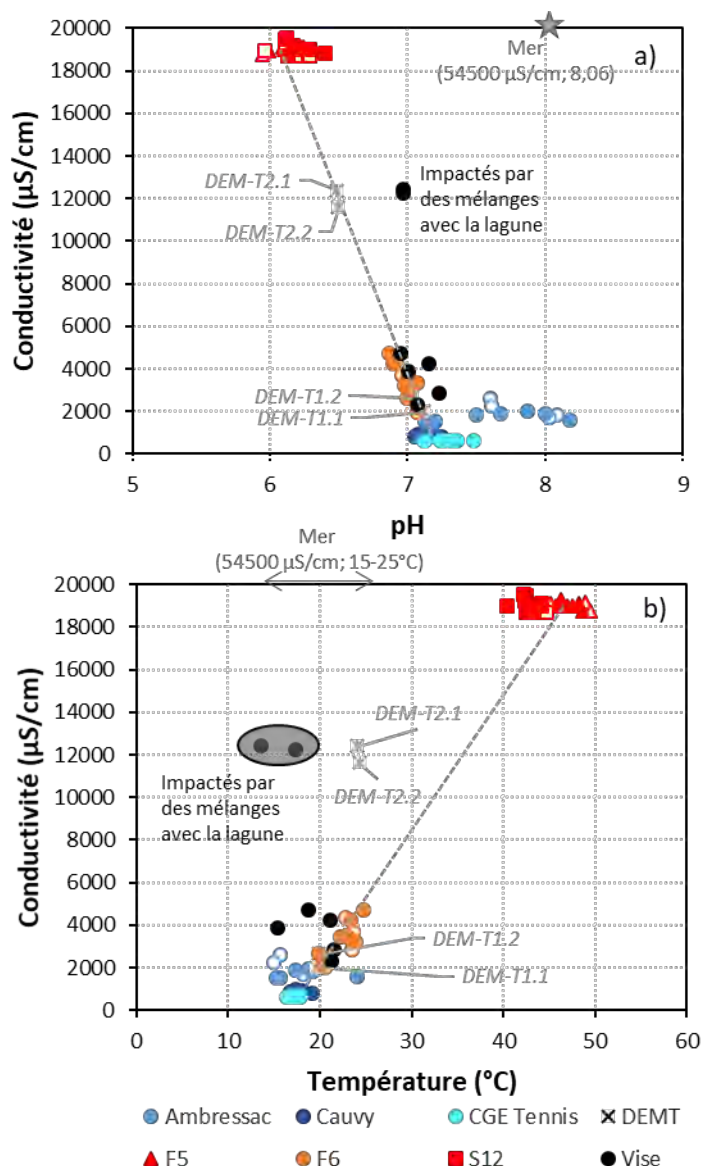 20000
18000
16000
14000
12000
10000
8000
6000
4000
2000
0
Conductivité (µS/cm)
Mer
(54500 µS/cm; 8,06)
a)
DEM-T2.1
DEM-T2.2
Impactés par
des mélanges
avec la lagune
DEM-T1.2
DEM-T1.1
5 6 7 8 9
pH
Mer
(54500 µS/cm; 15-25°C)
20000
18000
16000
14000
12000
10000
8000
6000
4000
2000
0
Conductivité (µS/cm)
b)
DEM-T2.1
DEM-T2.2
Impactés par
des mélanges
avec la lagune
DEM-T1.2
DEM-T1.1
0 10 20 30 40 50 60
Température (°C)
Ambressac Cauvy CGE Tennis DEMT
F5 F6 S12 Vise